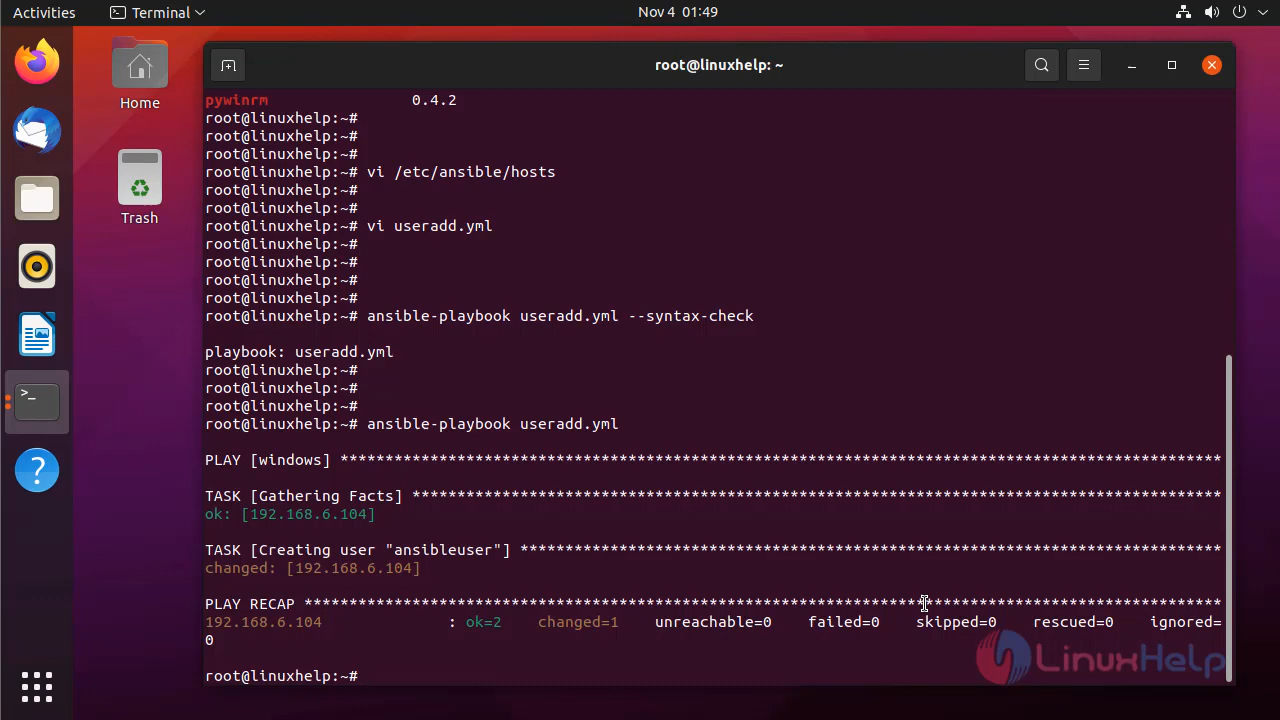 Activities Terminal Nov 4 01:49
Home
Trash
root@linuxhelp: ~
pywinrm 0.4.2
root@linuxhelp:~#
root@linuxhelp:~#
root@linuxhelp:~#
root@linuxhelp:~# vi /etc/ansible/hosts
root@linuxhelp:~#
root@linuxhelp:~#
root@linuxhelp:~# vi useradd.yml
root@linuxhelp:~#
root@linuxhelp:~#
root@linuxhelp:~#
root@linuxhelp:~#
root@linuxhelp:~# ansible-playbook useradd.yml --syntax-check
playbook: useradd.yml
root@linuxhelp:~#
root@linuxhelp:~#
root@linuxhelp:~#
root@linuxhelp:~# ansible-playbook useradd.yml
PLAY [windows] **************************************************************************************************
TASK [Gathering Facts] ******************************************************************************************
ok: [192.168.6.104]
TASK [Creating user "ansibleuser"] ******************************************************************************
changed: [192.168.6.104]
PLAY RECAP ******************************************************************************************************
192.168.6.104 : ok=2 changed=1 unreachable=0 failed=0 skipped=0 rescued=0 ignored=
0
root@linuxhelp:~#
LinuxHelp